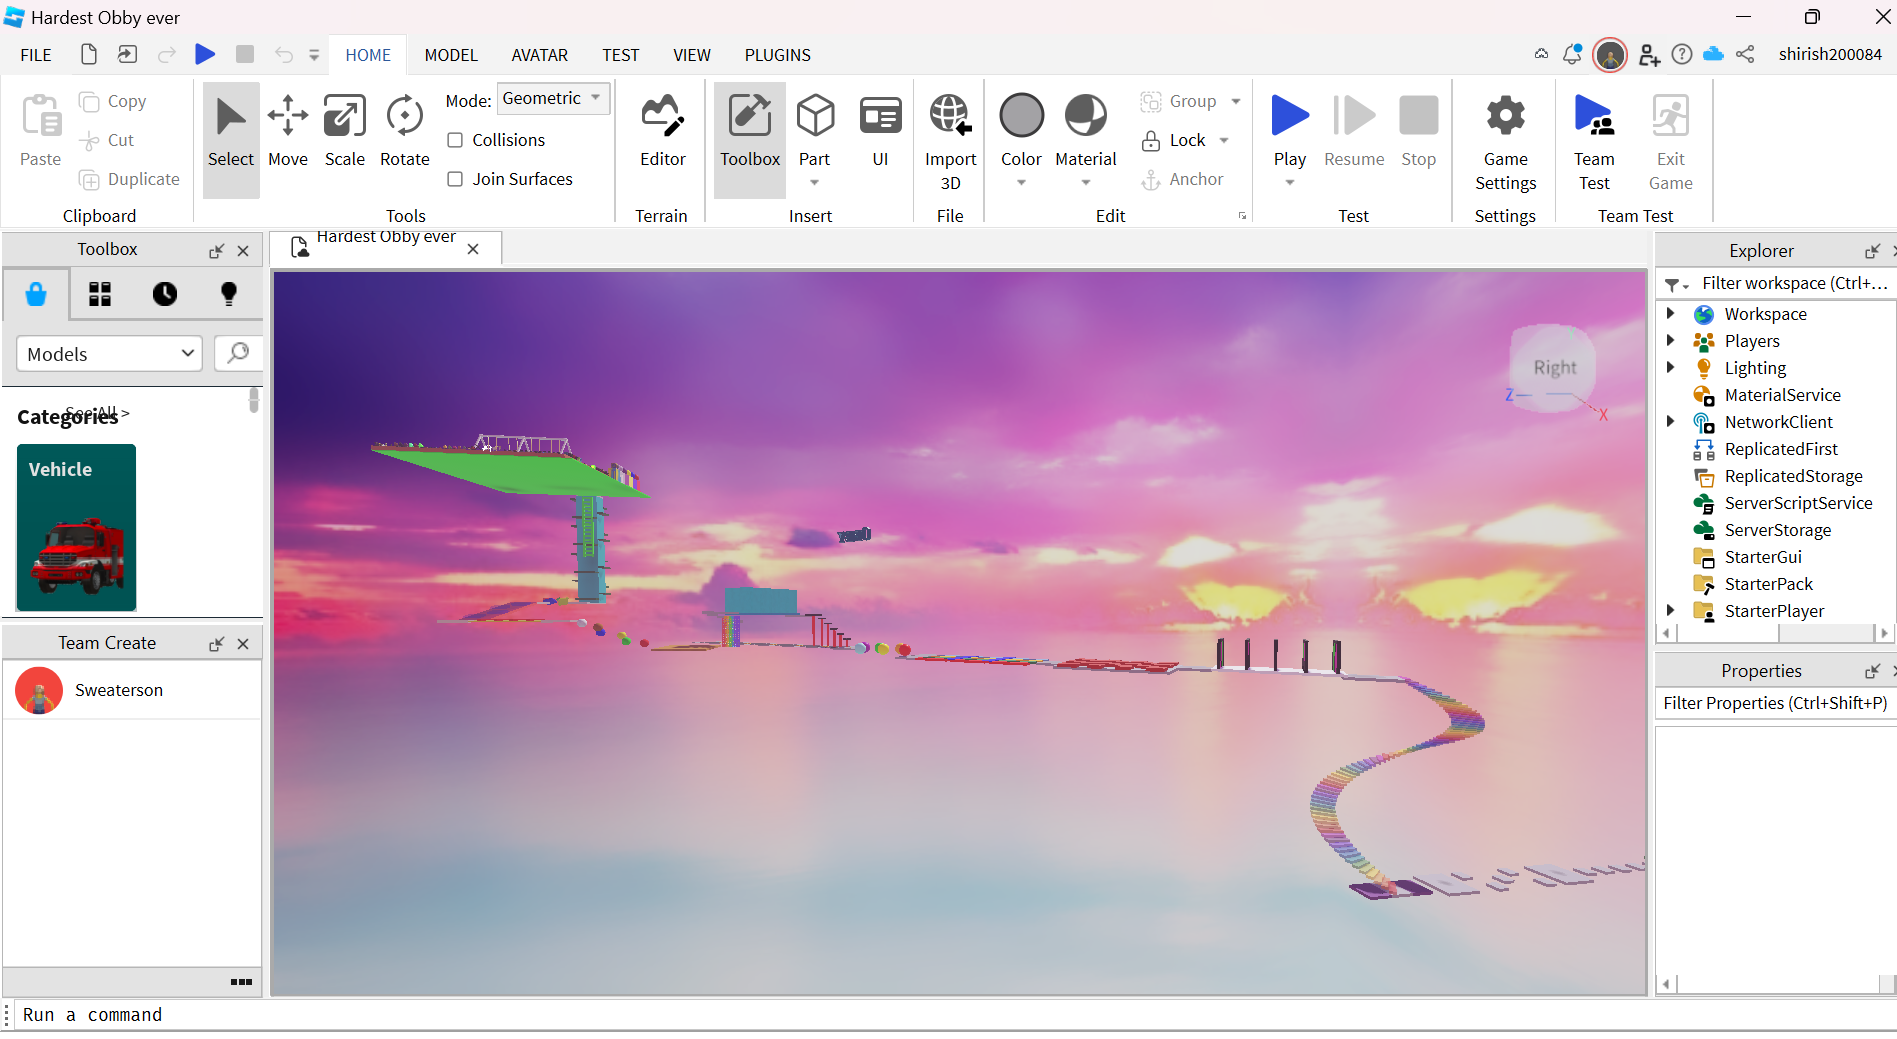 Hardest Obby ever
FILE
HOME
MODEL
AVATAR
TEST
VIEW
PLUGINS
shirish200084
Paste
Copy
Cut
Duplicate
Clipboard
Select
Move
Scale
Rotate
Mode: Geometric
Collisions
Join Surfaces
Tools
Editor
Terrain
Toolbox
Part
UI
Insert
Import
3D
File
Color
Material
Group
Lock
Anchor
Edit
Play
Resume
Stop
Test
Game
Settings
Settings
Team
Test
Exit
Game
Team Test
Toolbox
Models
Categories
See All >
Vehicle
Team Create
Sweaterson
Hardest Obby ever
Right
Z
X
Explorer
Filter workspace (Ctrl+...
Workspace
Players
Lighting
MaterialService
NetworkClient
ReplicatedFirst
ReplicatedStorage
ServerScriptService
ServerStorage
StarterGui
StarterPack
StarterPlayer
Properties
Filter Properties (Ctrl+Shift+P)
Run a command